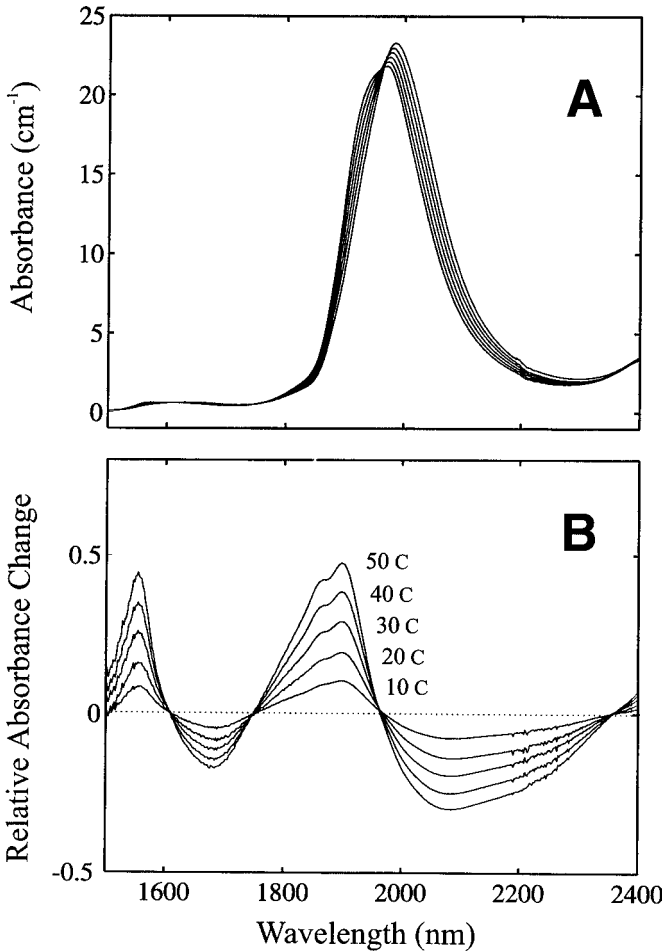 25
20
15
10
5
0
Absorbance (cm-1)
A
0.5
0
-0.5
Relative Absorbance Change
B
50 C
40 C
30 C
20 C
10 C
1600 1800 2000 2200 2400
Wavelength (nm)